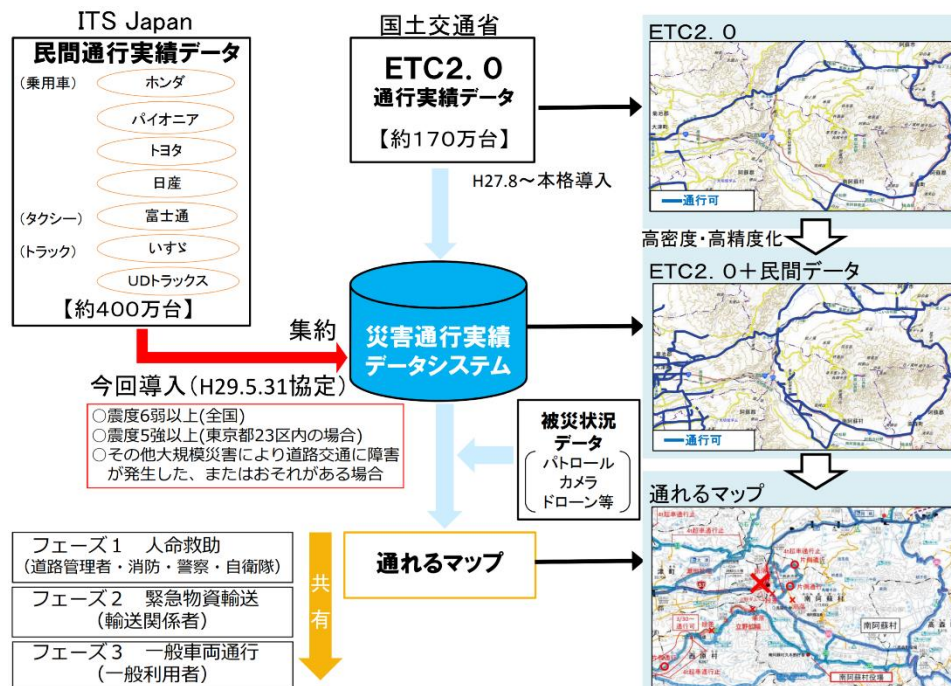 ITS Japan
民間通行実績データ
(乗用車)
ホンダ
パイオニア
トヨタ
日産
(タクシー)
富士通
(トラック)
いすゞ
UDトラックス
【約400万台】
国土交通省
ETC2.0
通行実績データ
【約170万台】
H27.8~本格導入
集約
災害通行実績
データシステム
今回導入(H29.5.31協定)
○震度6弱以上(全国)
○震度5強以上(東京都23区内の場合)
○その他大規模災害により道路交通に障害
が発生した、またはおそれがある場合
被災状況
データ
パトロール
カメラ
ドローン等
通れるマップ
フェーズ1 人命救助
(道路管理者・消防・警察・自衛隊)
フェーズ2 緊急物資輸送
(輸送関係者)
フェーズ3 一般車両通行
(一般利用者)
共有
ETC2.0
通行可
高密度・高精度化
ETC2.0+民間データ
通行可
通れるマップ
南阿蘇村
南阿蘇村
南阿蘇村役場